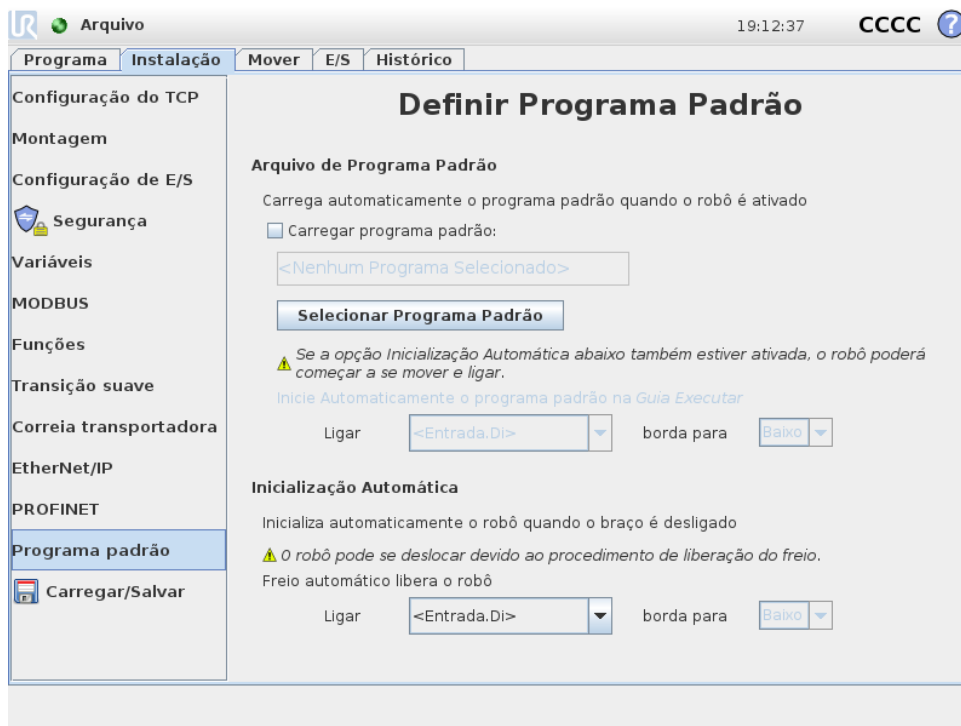 UR Arquivo 19:12:37 CCCC ?
Programa Instalação Mover E/S Histórico
Configuração do TCP
Montagem
Configuração de E/S
Segurança
Variáveis
MODBUS
Funções
Transição suave
Correia transportadora
EtherNet/IP
PROFINET
Programa padrão
Carregar/Salvar
Definir Programa Padrão
Arquivo de Programa Padrão
Carrega automaticamente o programa padrão quando o robô é ativado
Carregar programa padrão:
<Nenhum Programa Selecionado>
Selecionar Programa Padrão
Se a opção Inicialização Automática abaixo também estiver ativada, o robô poderá
começar a se mover e ligar.
Inicie Automaticamente o programa padrão na Guia Executar
Ligar <Entrada.Di> borda para Baixo
Inicialização Automática
Inicializa automaticamente o robô quando o braço é desligado
O robô pode se deslocar devido ao procedimento de liberação do freio.
Freio automático libera o robô
Ligar <Entrada.Di> borda para Baixo